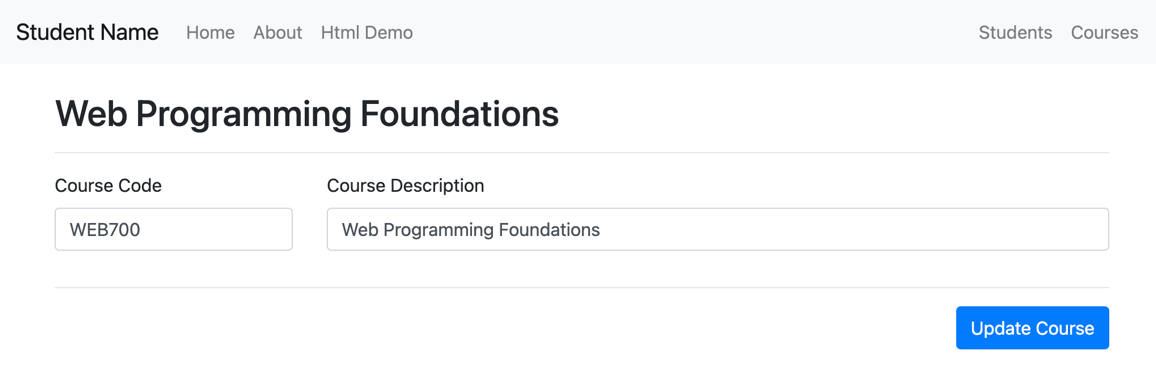 Student Name Home About Html Demo Students Courses
Web Programming Foundations
Course Code Course Description
WEB700 Web Programming Foundations
Update Course